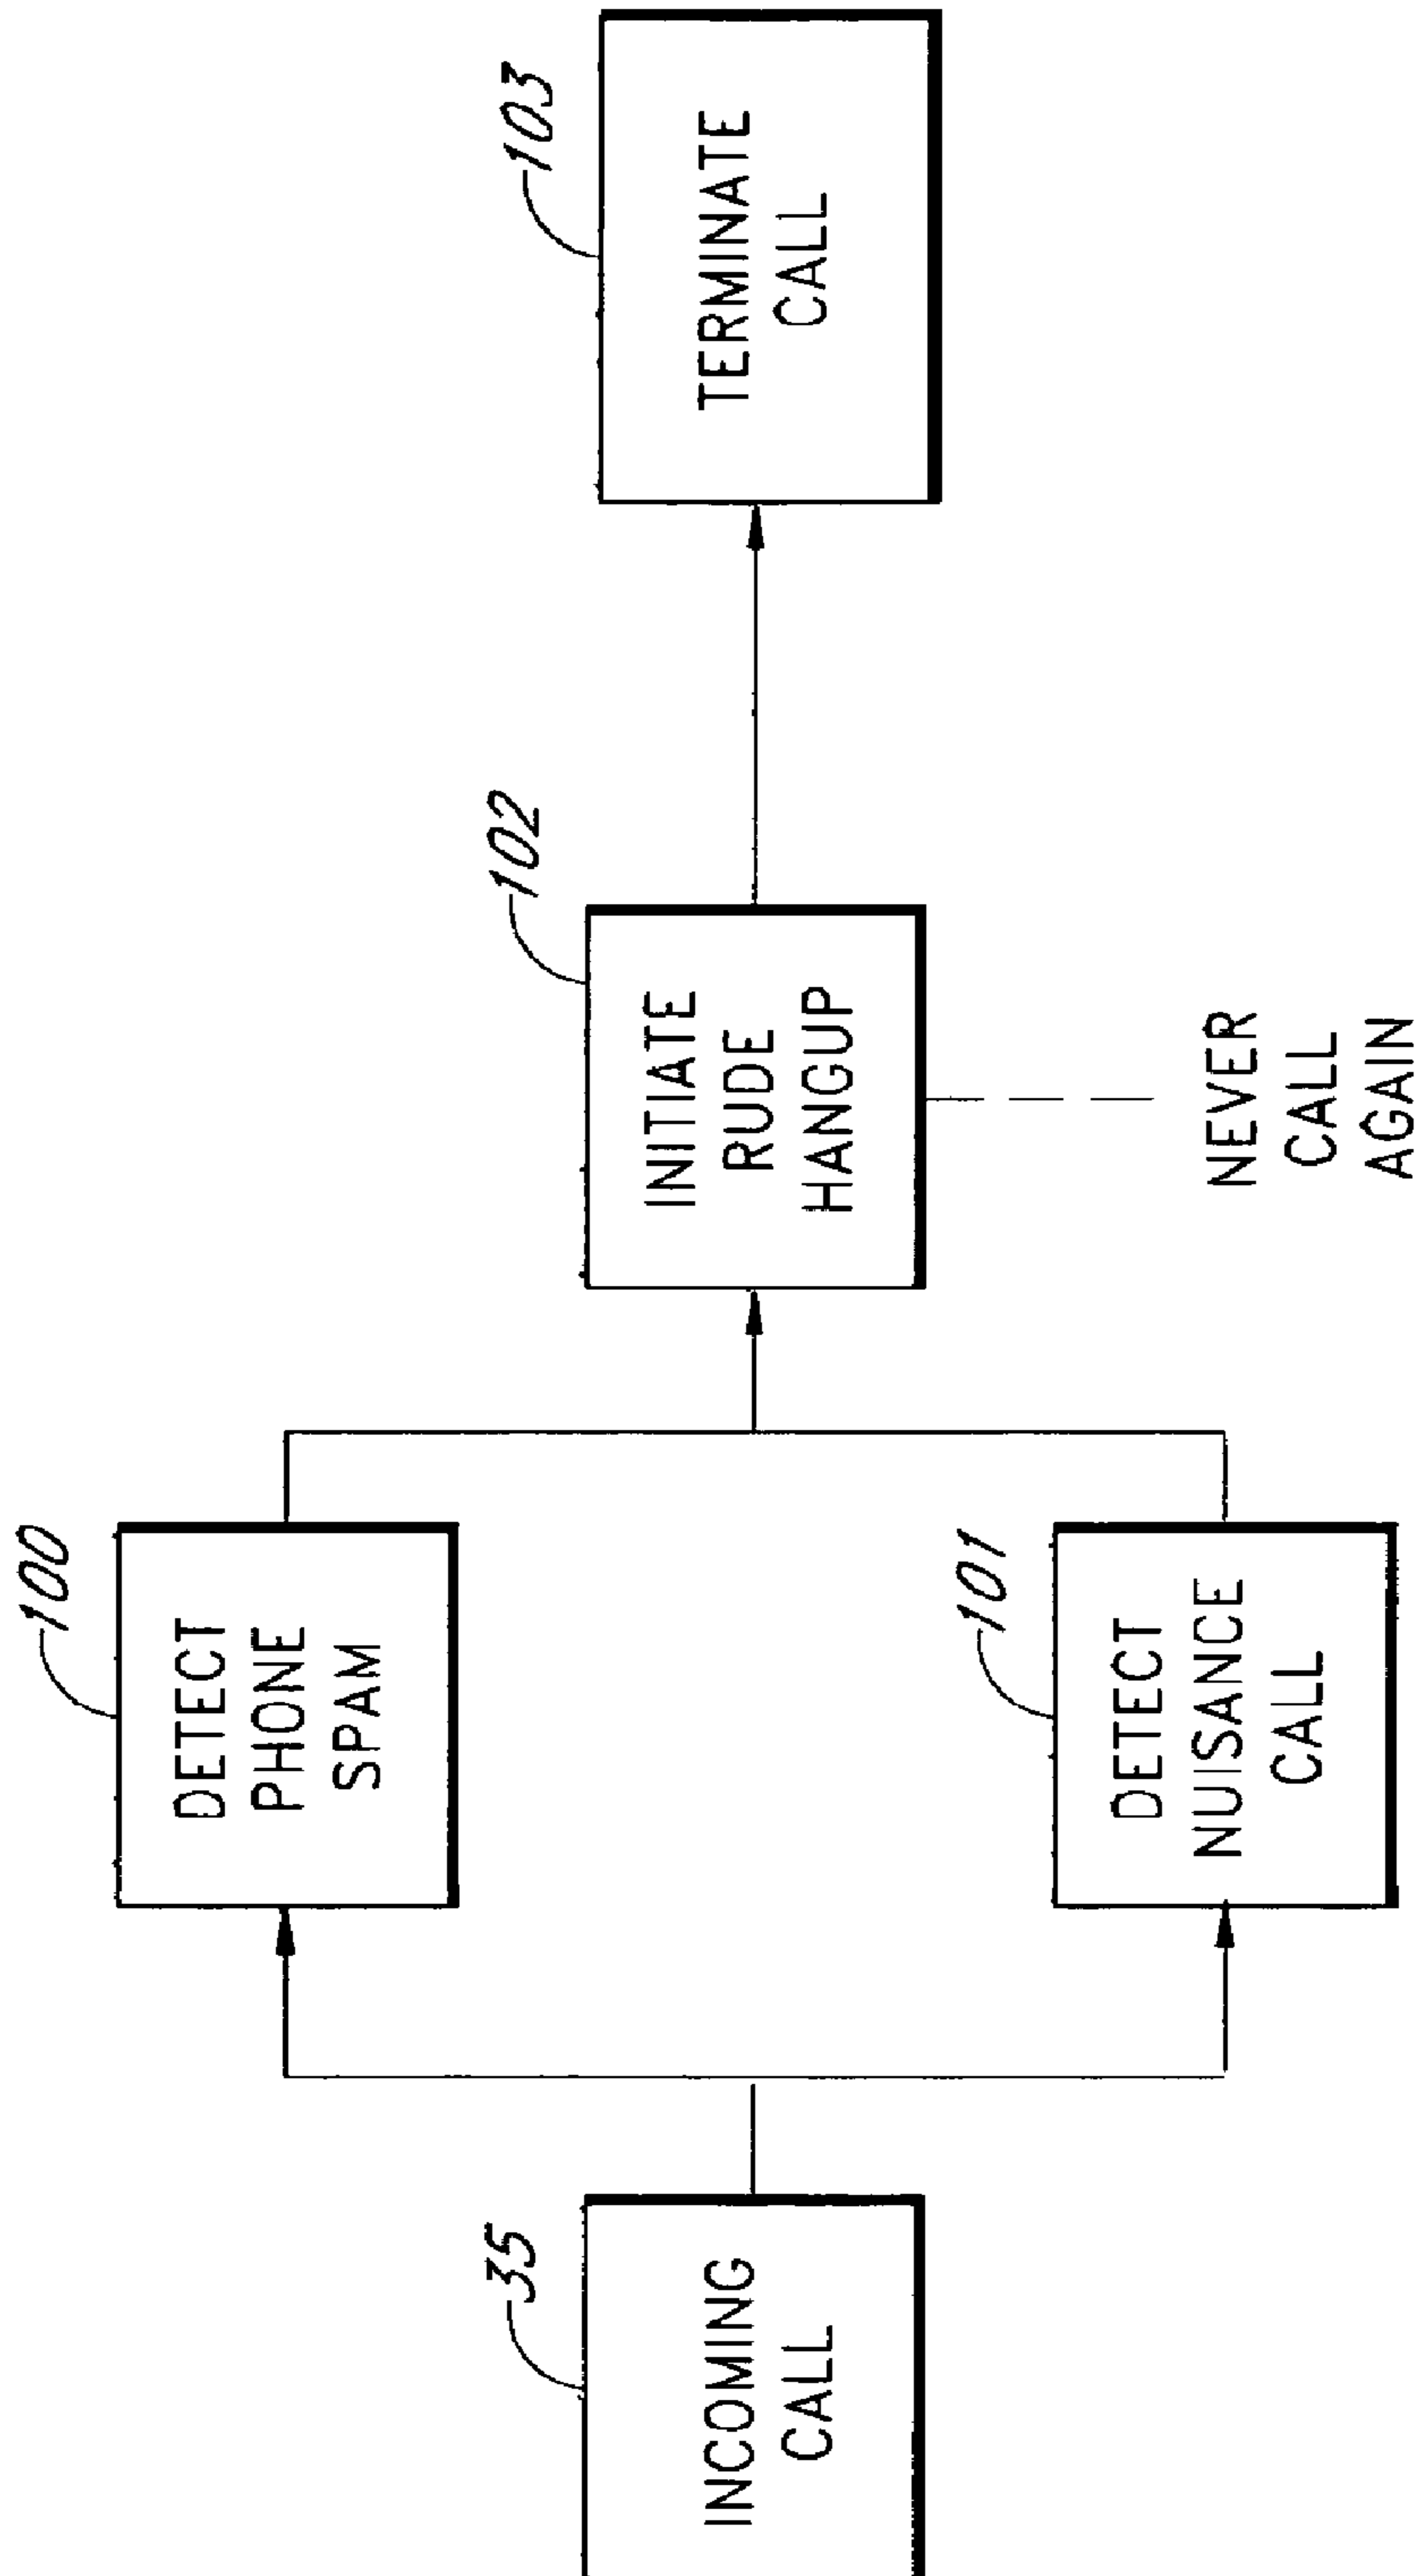 35
INCOMING
CALL
100
DETECT
PHONE
SPAM
101
DETECT
NUISANCE
CALL
102
INITIATE
RUDE
HANGUP
NEVER
CALL
AGAIN
103
TERMINATE
CALL